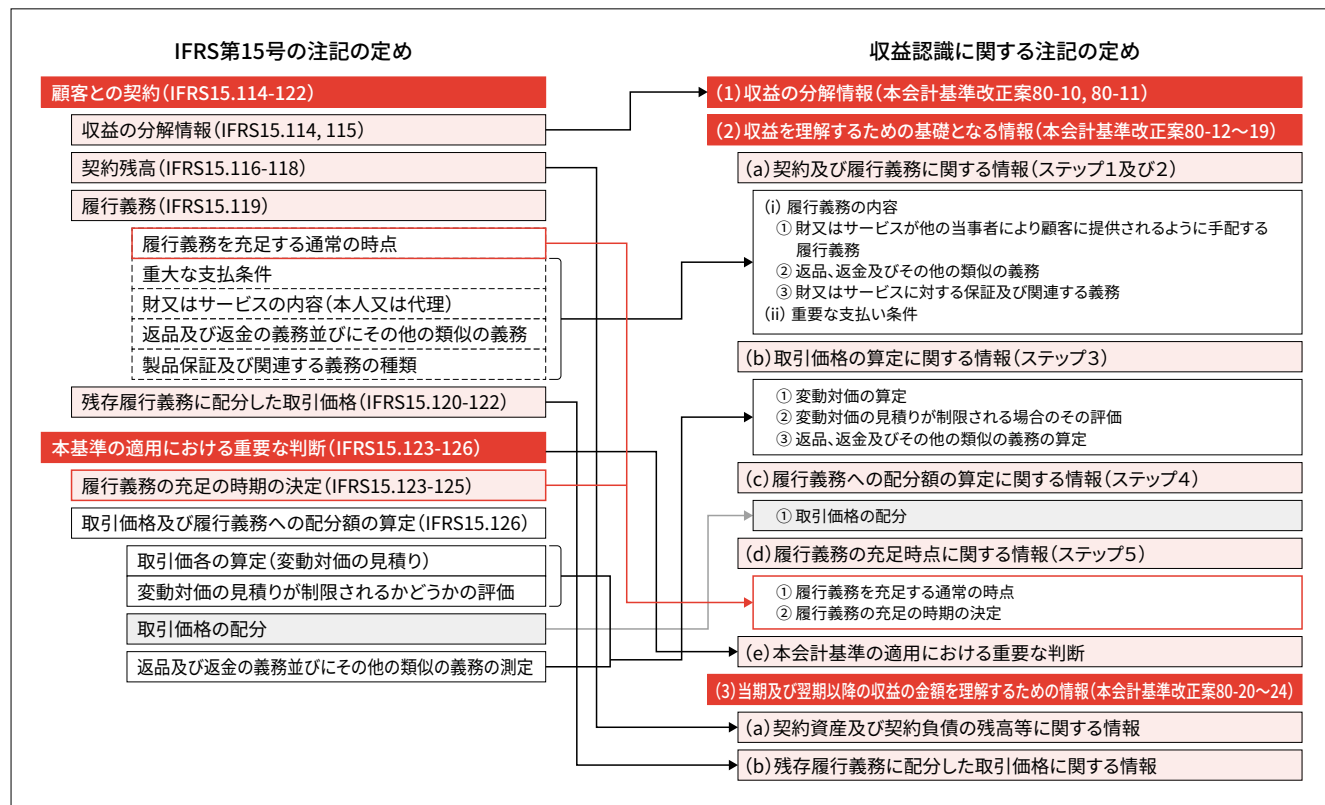 IFRS第15号の注記の定め
顧客との契約(IFRS15.114-122)
収益の分解情報(IFRS15.114, 115)
契約残高(IFRS15.116-118)
履行義務(IFRS15.119)
履行義務を充足する通常の時点
重大な支払条件
財又はサービスの内容(本人又は代理)
返品及び返金の義務並びにその他の類似の義務
製品保証及び関連する義務の種類
残存履行義務に配分した取引価格(IFRS15.120-122)
本基準の適用における重要な判断(IFRS15.123-126)
履行義務の充足の時期の決定(IFRS15.123-125)
取引価格及び履行義務への配分額の算定(IFRS15.126)
取引価各の算定(変動対価の見積り)
変動対価の見積りが制限されるかどうかの評価
取引価格の配分
返品及び返金の義務並びにその他の類似の義務の測定
収益認識に関する注記の定め
(1)収益の分解情報(本会計基準改正案80-10, 80-11)
(2)収益を理解するための基礎となる情報(本会計基準改正案80-12〜19)
(a)契約及び履行義務に関する情報(ステップ1及び2)
(i) 履行義務の内容
① 財又はサービスが他の当事者により顧客に提供されるように手配する
履行義務
② 返品、返金及びその他の類似の義務
③ 財又はサービスに対する保証及び関連する義務
(ii) 重要な支払い条件
(b)取引価格の算定に関する情報(ステップ3)
① 変動対価の算定
② 変動対価の見積りが制限される場合のその評価
③ 返品、返金及びその他の類似の義務の算定
(c)履行義務への配分額の算定に関する情報(ステップ4)
① 取引価格の配分
(d)履行義務の充足時点に関する情報(ステップ5)
① 履行義務を充足する通常の時点
② 履行義務の充足の時期の決定
(e)本会計基準の適用における重要な判断
(3)当期及び翌期以降の収益の金額を理解するための情報(本会計基準改正案80-20〜24)
(a)契約資産及び契約負債の残高等に関する情報
(b)残存履行義務に配分した取引価格に関する情報